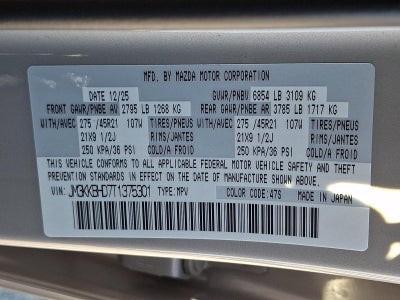 MFD. BY MAZDA MOTOR CORPORATION
DATE 12/25 GVWR/PNBV 6854 LB 3109 KG
FRONT GAWR/PNBE AV 2795 LB 1268 KG REAR GAWR/PNBE AR 3785 LB 1717 KG
WITH/AVEC 275 /45R21 107W TIRES/PNEUS WITH/AVEC 275 /45R21 107W TIRES/PNEUS
21X9 1/2J RIMS/JANTES 21X9 1/2J RIMS/JANTES
250 KPA/36 PSI COLD/A FROID 250 KPA/36 PSI COLD/A FROID
THIS VEHICLE CONFORMS TO ALL APPLICABLE FEDERAL MOTOR VEHICLE SAFETY AND THEFT
PREVENTION STANDARDS IN EFFECT ON THE DATE OF MANUFACTURE SHOWN ABOVE.
VIN: JM3KKBHD7T1375301 TYPE:MPV COLOR CODE:47S MADE IN JAPAN